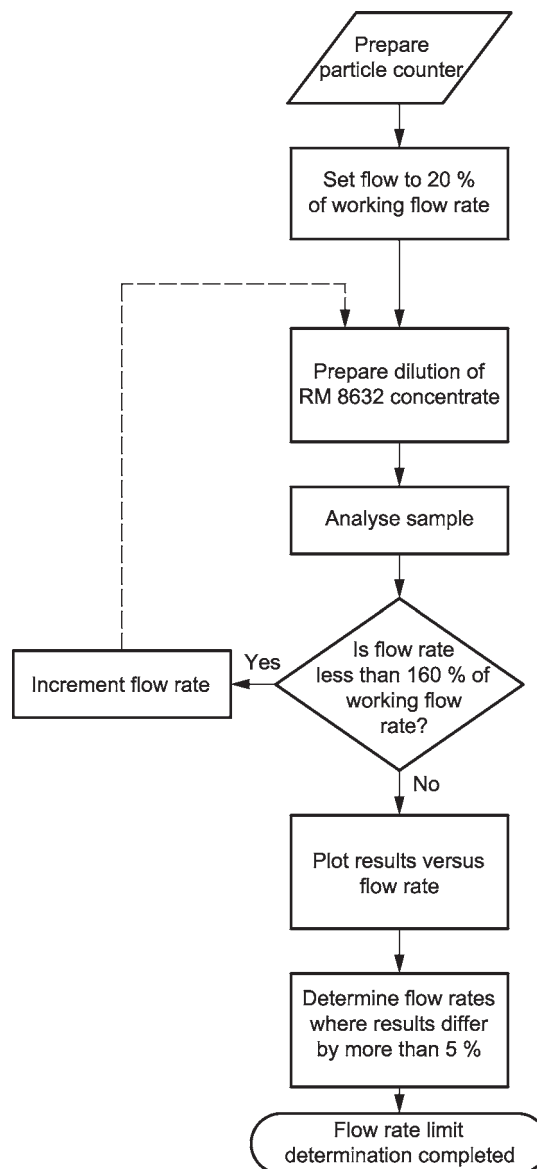 Prepare
particle counter
Set flow to 20 %
of working flow rate
Prepare dilution of
RM 8632 concentrate
Analyse sample
Is flow rate
less than 160 % of
working flow
rate?
Yes
Increment flow rate
No
Plot results versus
flow rate
Determine flow rates
where results differ
by more than 5 %
Flow rate limit
determination completed